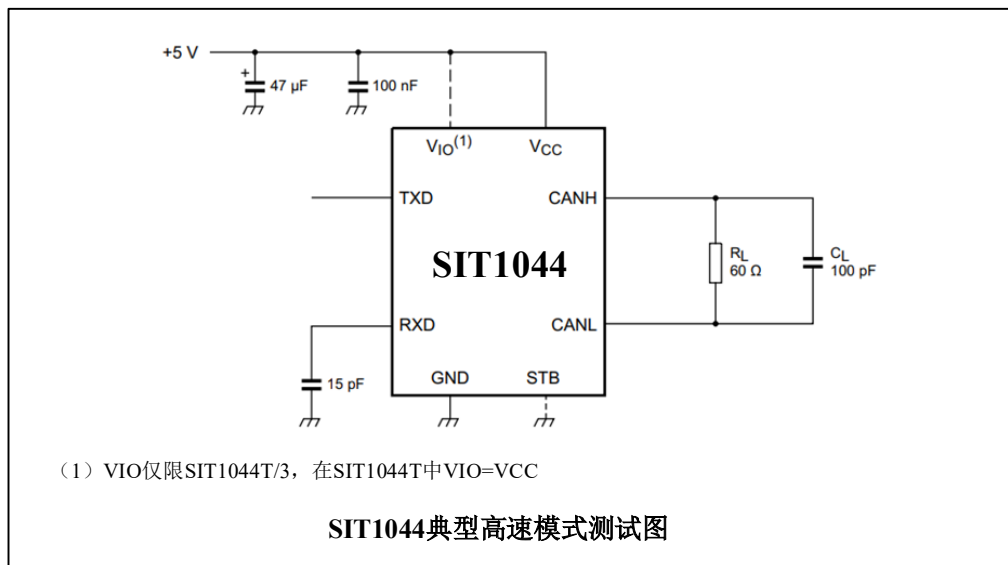 +5 V
+
47 µF
100 nF
VIO(1)
VCC
TXD
CANH
SIT1044
RL
60 Ω
CL
100 pF
RXD
CANL
15 pF
GND
STB
（1）VIO仅限SIT1044T/3，在SIT1044T中VIO=VCC
SIT1044典型高速模式测试图